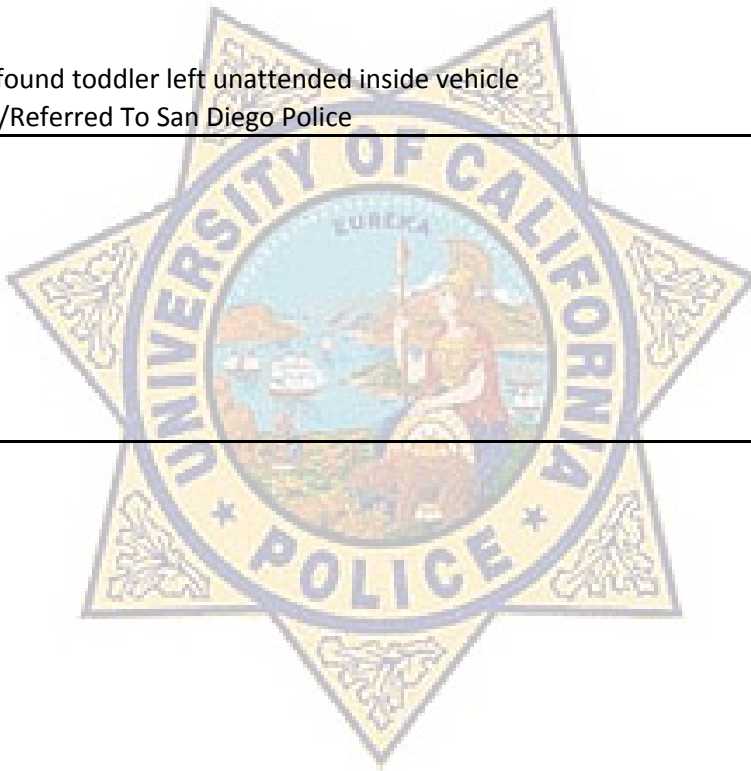 found toddler left unattended inside vehicle
/Referred To San Diego Police
UNIVERSITY OF CALIFORNIA
EUREKA
POLICE